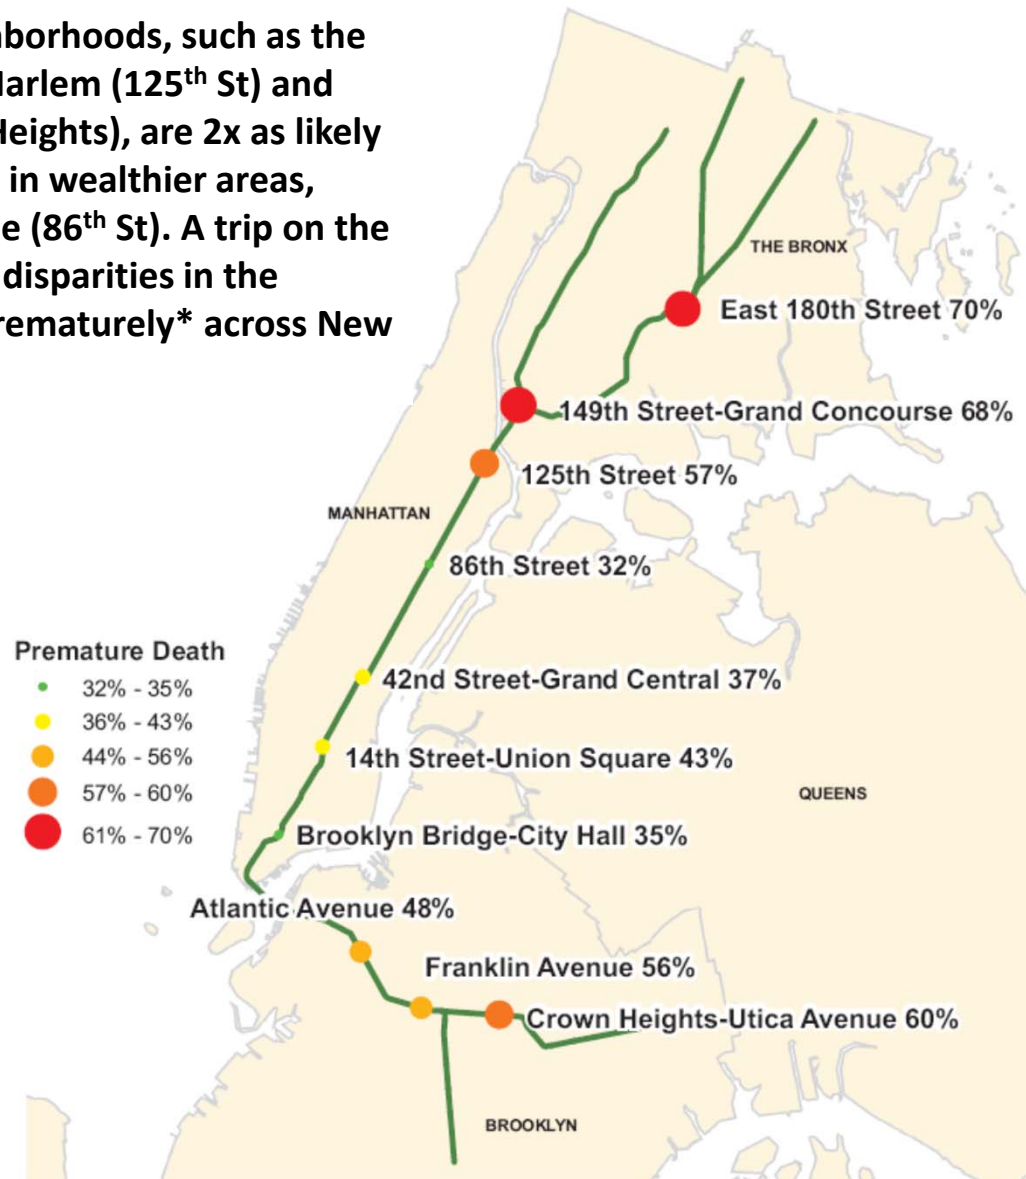 borhoods, such as the
arlem (125th St) and
Heights), are 2x as likely
in wealthier areas,
e (86th St). A trip on the
disparities in the
rematurely* across New
THE BRONX
East 180th Street 70%
149th Street-Grand Concourse 68%
125th Street 57%
MANHATTAN
86th Street 32%
Premature Death
32% - 35%
36% - 43%
44% - 56%
57% - 60%
61% - 70%
42nd Street-Grand Central 37%
14th Street-Union Square 43%
QUEENS
Brooklyn Bridge-City Hall 35%
Atlantic Avenue 48%
Franklin Avenue 56%
Crown Heights-Utica Avenue 60%
BROOKLYN